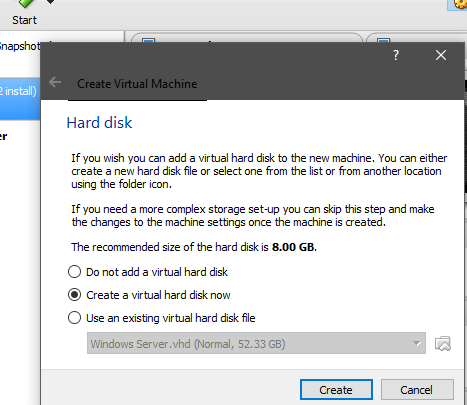 Start
Snapshot
?
2 install)
Create Virtual Machine
er
Hard disk
If you wish you can add a virtual hard disk to the new machine. You can either
create a new hard disk file or select one from the list or from another location
using the folder icon.
If you need a more complex storage set-up you can skip this step and make
the changes to the machine settings once the machine is created.
The recommended size of the hard disk is 8.00 GB.
Do not add a virtual hard disk
Create a virtual hard disk now
Use an existing virtual hard disk file
Windows Server.vhd (Normal, 52.33 GB)
Create
Cancel